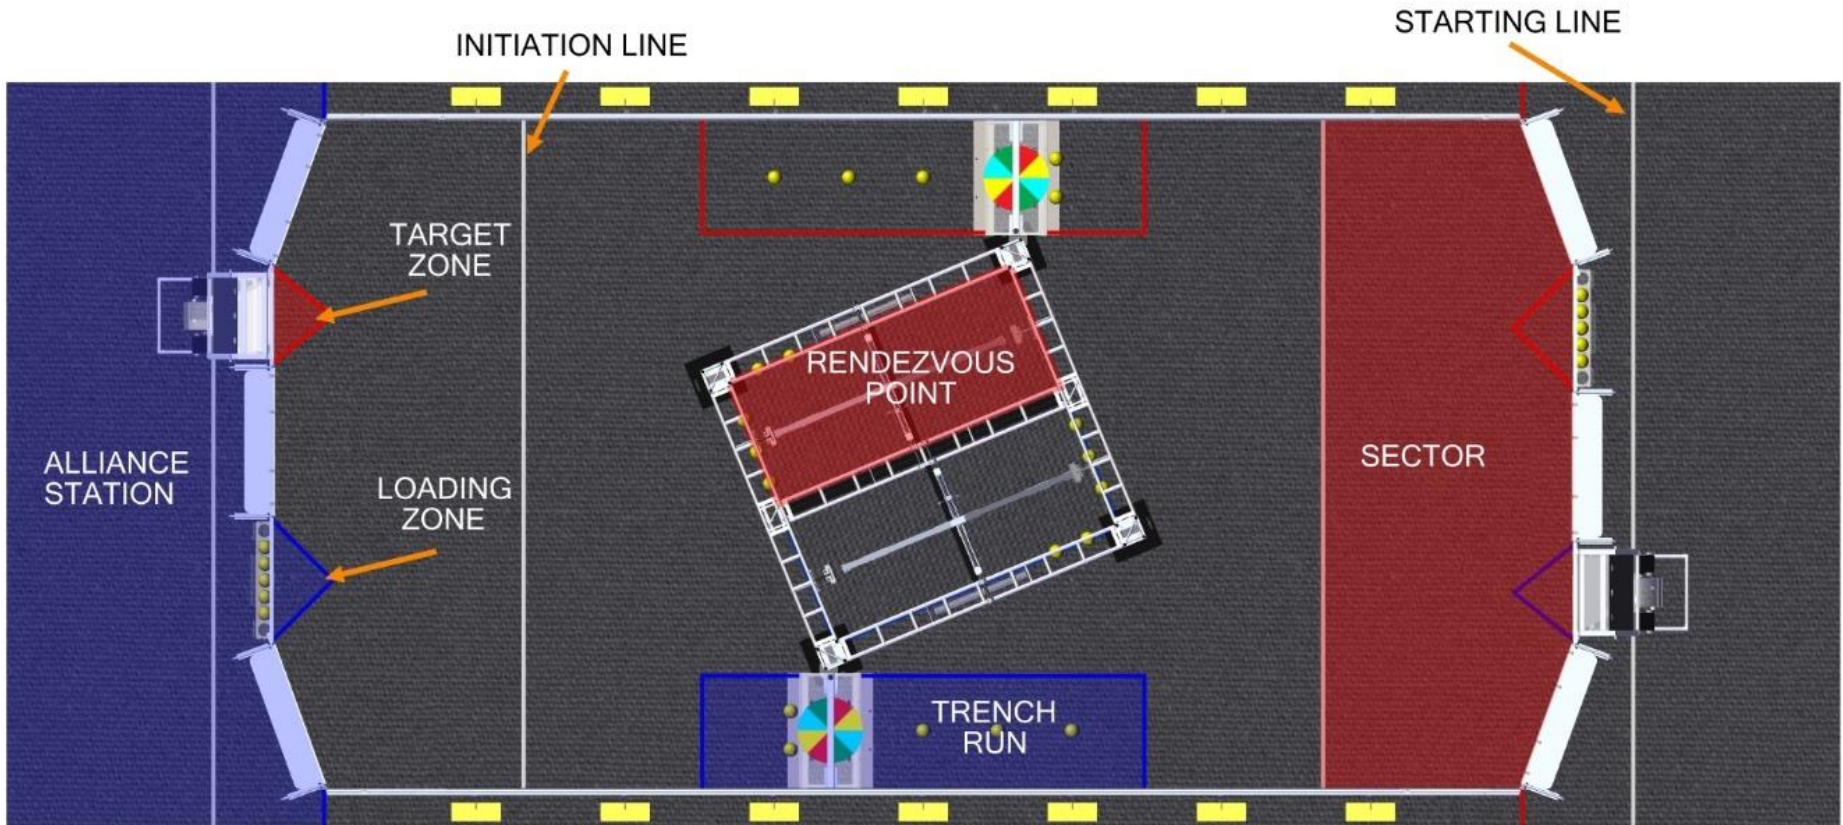 STARTING LINE
INITIATION LINE
TARGET
ZONE
RENDEZVOUS
POINT
ALLIANCE
STATION
SECTOR
LOADING
ZONE
TRENCH
RUN